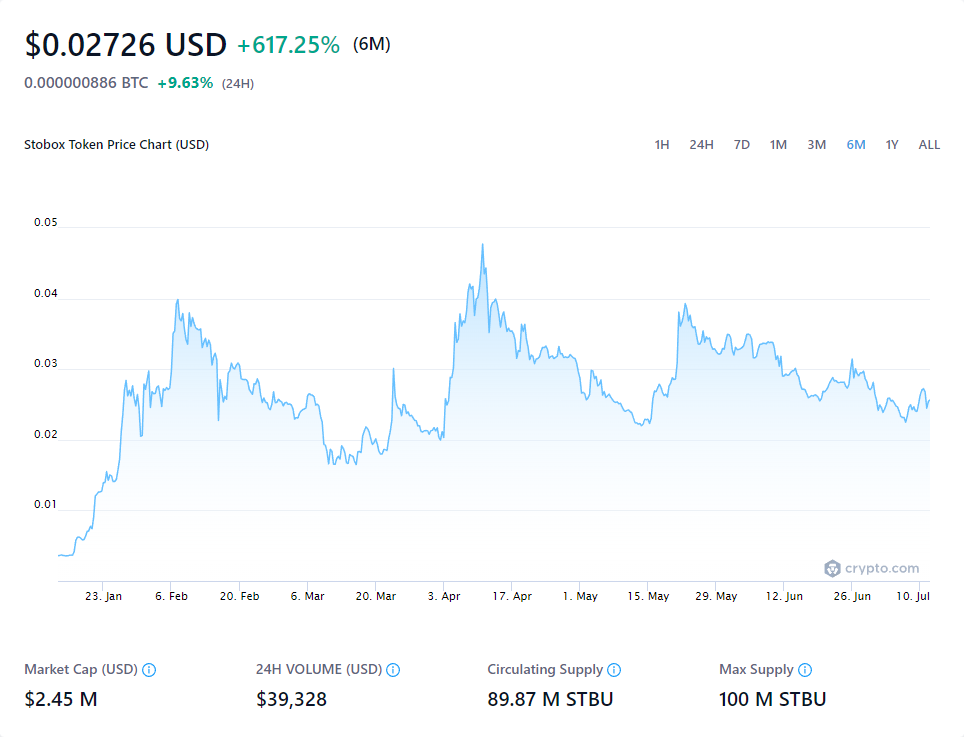 $0.02726 USD +617.25% (6M)
0.000000886 BTC +9.63% (24H)
Stobox Token Price Chart (USD) 1H 24H 7D 1M 3M 6M 1Y ALL
0.05
0.04
0.03
0.02
0.01
crypto.com
23. Jan 6. Feb 20. Feb 6. Mar 20. Mar 3. Apr 17. Apr 1. May 15. May 29. May 12. Jun 26. Jun 10. Jul
Market Cap (USD) 24H VOLUME (USD) Circulating Supply Max Supply
$2.45 M $39,328 89.87 M STBU 100 M STBU